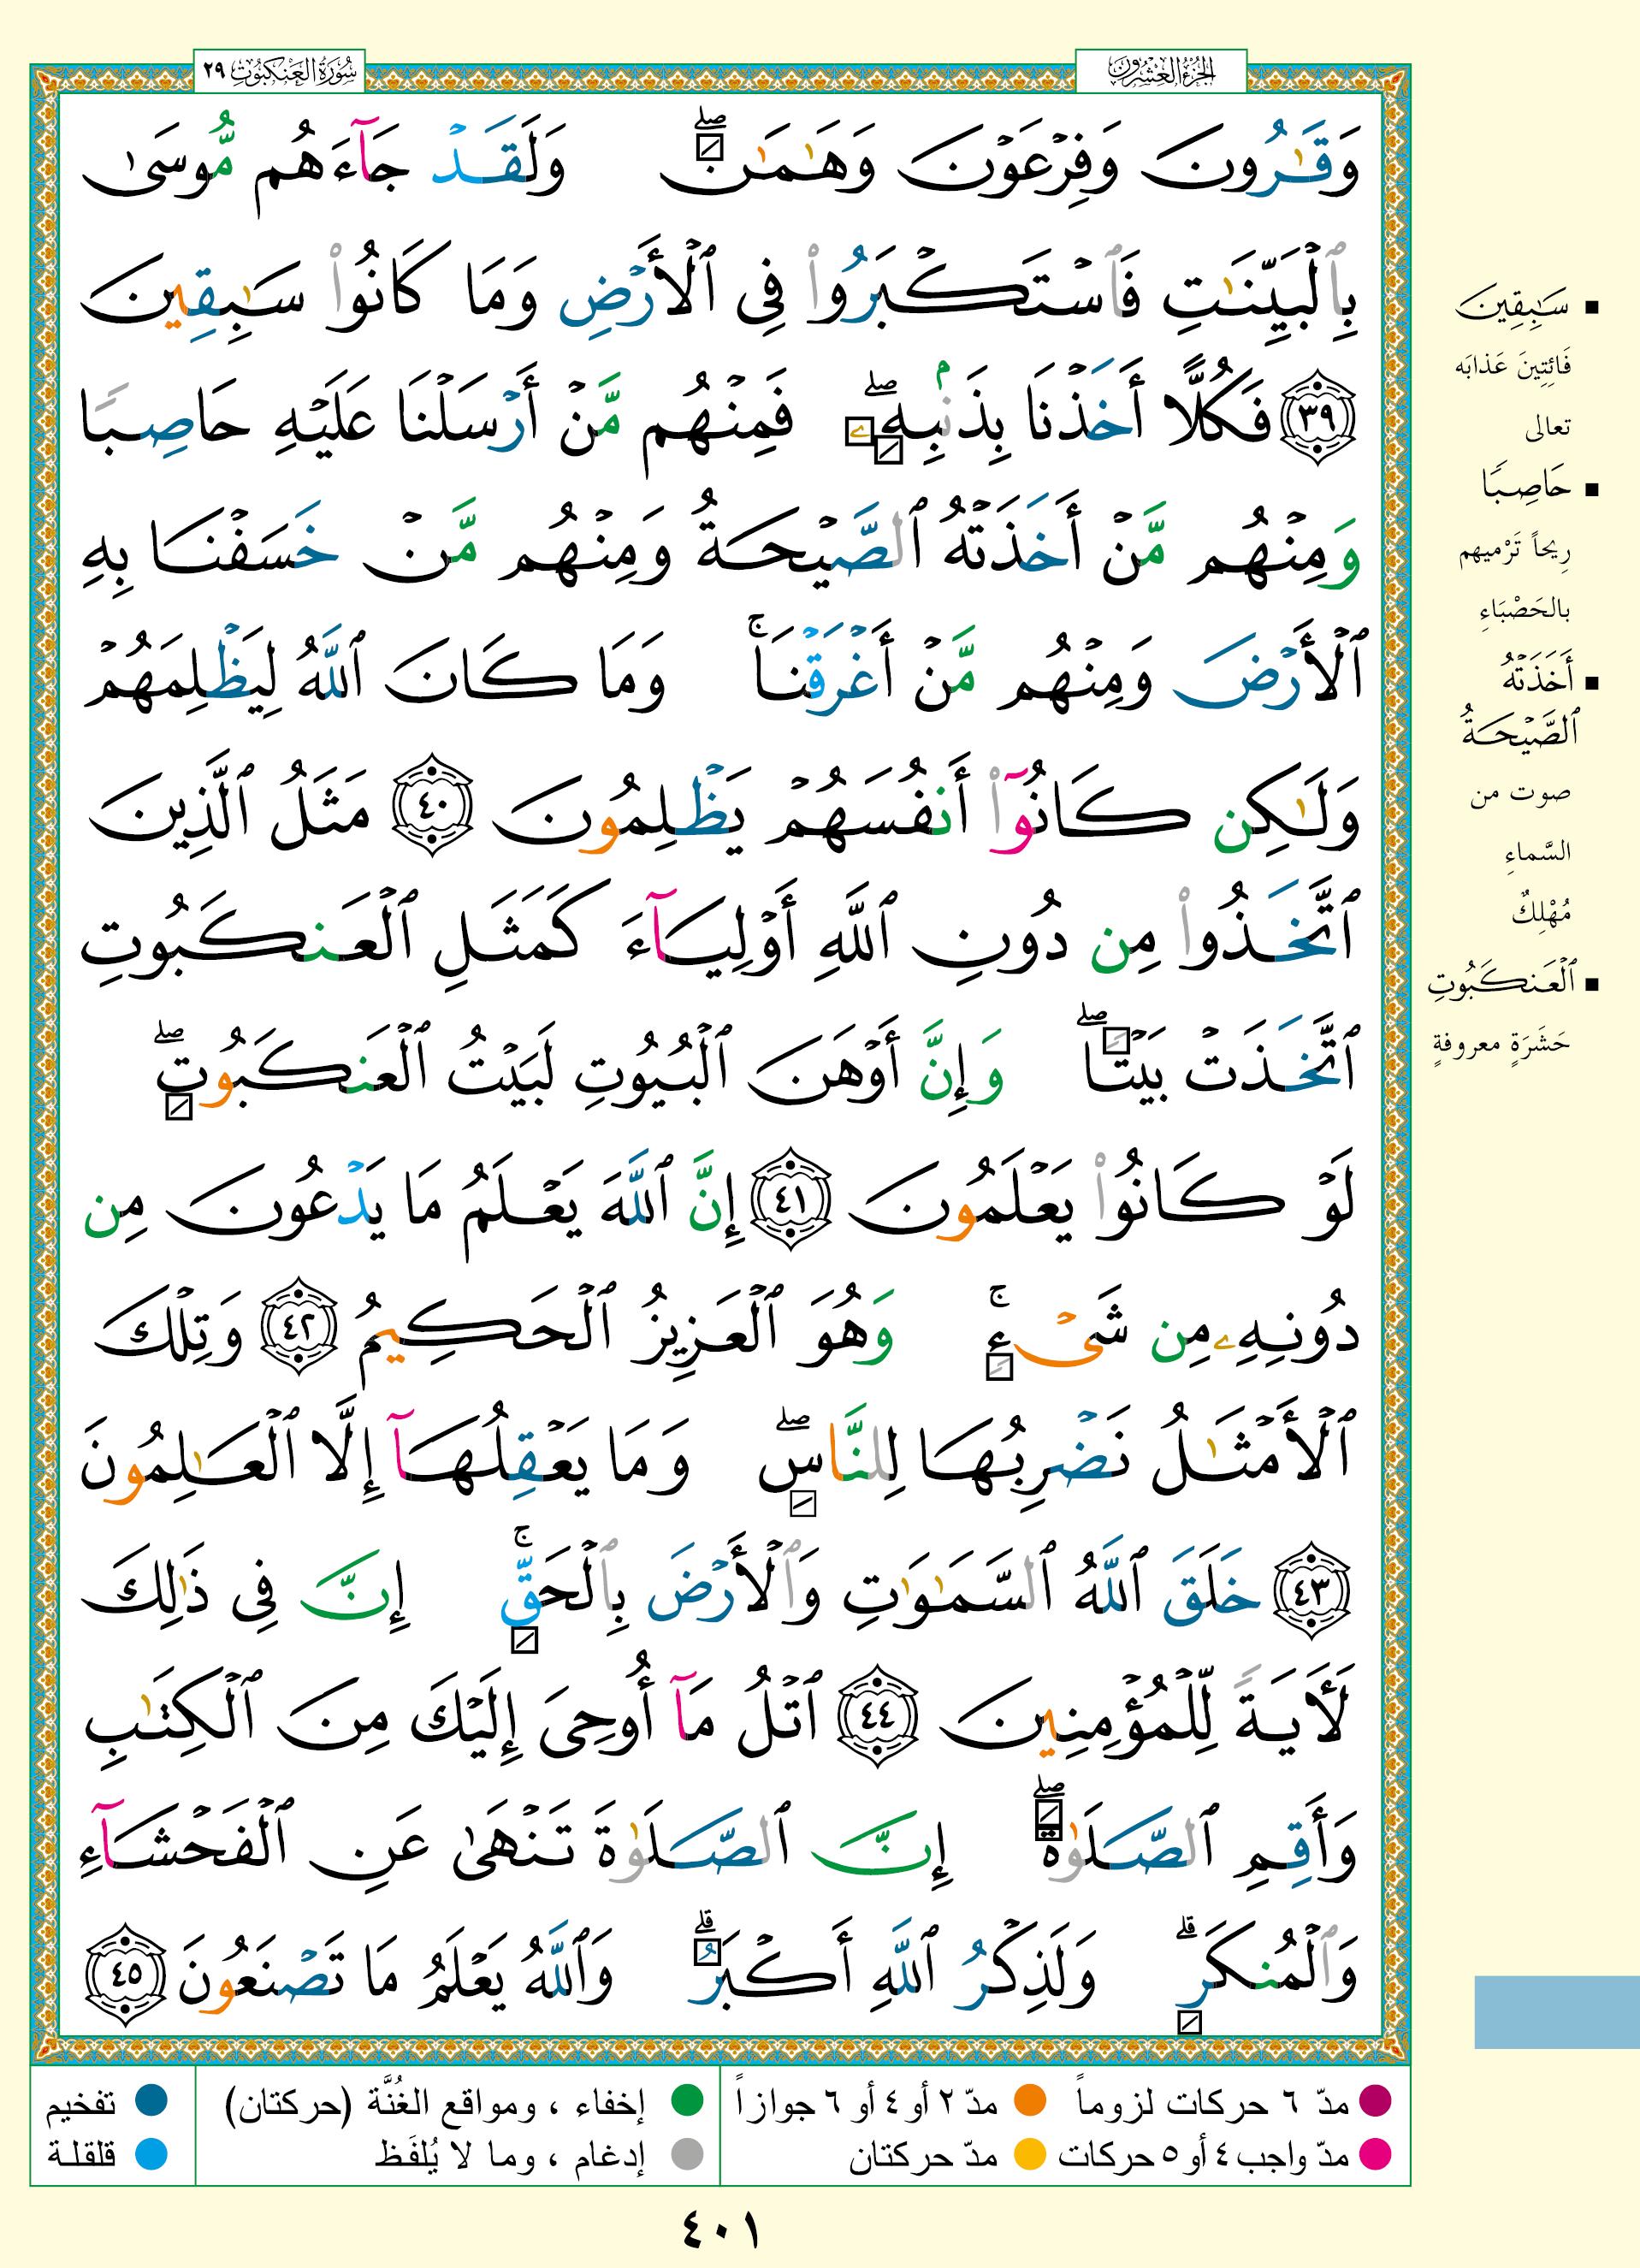 الجزء العشرون
سورة العنكبوت ٢٩
وَقَٰرُونَ وَفِرْعَوْنَ وَهَٰمَٰنَ ۖ وَلَقَدْ جَآءَهُم مُّوسَىٰ
بِٱلْبَيِّنَٰتِ فَٱسْتَكْبَرُوا۟ فِى ٱلْأَرْضِ وَمَا كَانُوا۟ سَٰبِقِينَ
﴿٣٩﴾ فَكُلًّا أَخَذْنَا بِذَنۢبِهِۦ ۖ فَمِنْهُم مَّنْ أَرْسَلْنَا عَلَيْهِ حَاصِبًا
وَمِنْهُم مَّنْ أَخَذَتْهُ ٱلصَّيْحَةُ وَمِنْهُم مَّنْ خَسَفْنَا بِهِ
ٱلْأَرْضَ وَمِنْهُم مَّنْ أَغْرَقْنَا ۚ وَمَا كَانَ ٱللَّهُ لِيَظْلِمَهُمْ
وَلَٰكِن كَانُوٓا۟ أَنفُسَهُمْ يَظْلِمُونَ ﴿٤٠﴾ مَثَلُ ٱلَّذِينَ
ٱتَّخَذُوا۟ مِن دُونِ ٱللَّهِ أَوْلِيَآءَ كَمَثَلِ ٱلْعَنكَبُوتِ
ٱتَّخَذَتْ بَيْتًا ۖ وَإِنَّ أَوْهَنَ ٱلْبُيُوتِ لَبَيْتُ ٱلْعَنكَبُوتِ ۖ
لَوْ كَانُوا۟ يَعْلَمُونَ ﴿٤١﴾ إِنَّ ٱللَّهَ يَعْلَمُ مَا يَدْعُونَ مِن
دُونِهِۦ مِن شَىْءٍ ۚ وَهُوَ ٱلْعَزِيزُ ٱلْحَكِيمُ ﴿٤٢﴾ وَتِلْكَ
ٱلْأَمْثَٰلُ نَضْرِبُهَا لِلنَّاسِ ۖ وَمَا يَعْقِلُهَآ إِلَّا ٱلْعَٰلِمُونَ
﴿٤٣﴾ خَلَقَ ٱللَّهُ ٱلسَّمَٰوَٰتِ وَٱلْأَرْضَ بِٱلْحَقِّ ۚ إِنَّ فِى ذَٰلِكَ
لَءَايَةً لِّلْمُؤْمِنِينَ ﴿٤٤﴾ ٱتْلُ مَآ أُوحِىَ إِلَيْكَ مِنَ ٱلْكِتَٰبِ
وَأَقِمِ ٱلصَّلَوٰةَ ۖ إِنَّ ٱلصَّلَوٰةَ تَنْهَىٰ عَنِ ٱلْفَحْشَآءِ
وَٱلْمُنكَرِ ۗ وَلَذِكْرُ ٱللَّهِ أَكْبَرُ ۗ وَٱللَّهُ يَعْلَمُ مَا تَصْنَعُونَ ﴿٤٥﴾
▪ سَٰبِقِينَ
فَائِتِينَ عَذابَه
تعالى
▪ حَاصِبًا
رِيحاً تَرْميهم
بالحَصْبَاءِ
▪ أَخَذَتْهُ
ٱلصَّيْحَةُ
صوت من
السَّماءِ
مُهْلِكٌ
▪ ٱلْعَنكَبُوتِ
حَشَرَةٍ معروفةٍ
مدّ ٦ حركات لزوماً
مدّ ٢ أو ٤ أو ٦ جوازاً
إخفاء ، ومواقع الغُنَّة (حركتان)
تفخيم
مدّ واجب ٤ أو ٥ حركات
مدّ حركتان
إدغام ، وما لا يُلفَظ
قلقلة
٤٠١